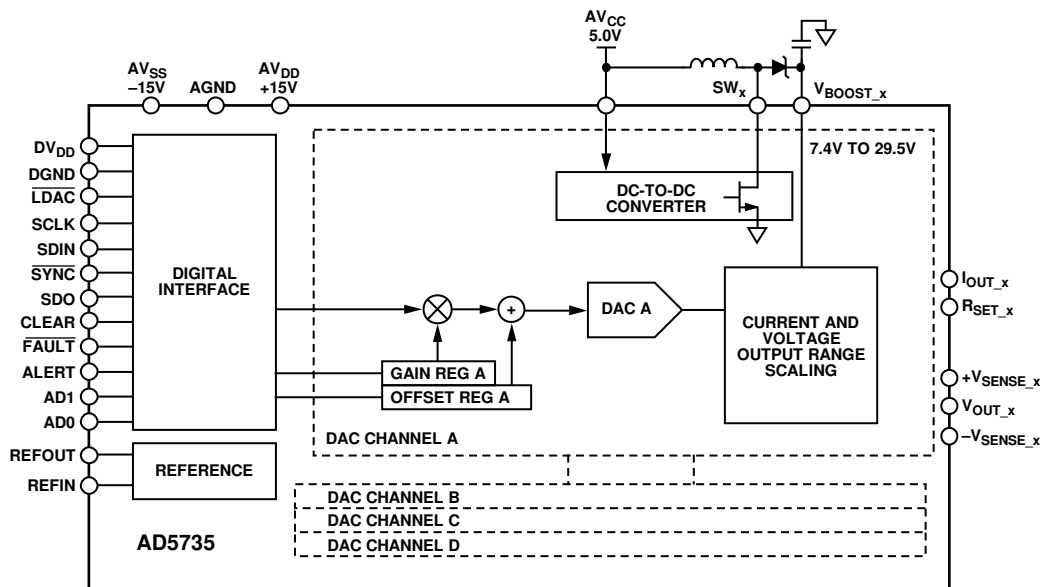 AVCC
5.0V
AVSS
–15V
AGND
AVDD
+15V
SWx
VBOOST_x
7.4V TO 29.5V
DVDD
DGND
LDAC
SCLK
SDIN
SYNC
SDO
CLEAR
FAULT
ALERT
AD1
AD0
REFOUT
REFIN
DIGITAL
INTERFACE
REFERENCE
DC-TO-DC
CONVERTER
+
DAC A
GAIN REG A
OFFSET REG A
CURRENT AND
VOLTAGE
OUTPUT RANGE
SCALING
IOUT_x
RSET_x
+VSENSE_x
VOUT_x
–VSENSE_x
DAC CHANNEL A
DAC CHANNEL B
DAC CHANNEL C
DAC CHANNEL D
AD5735